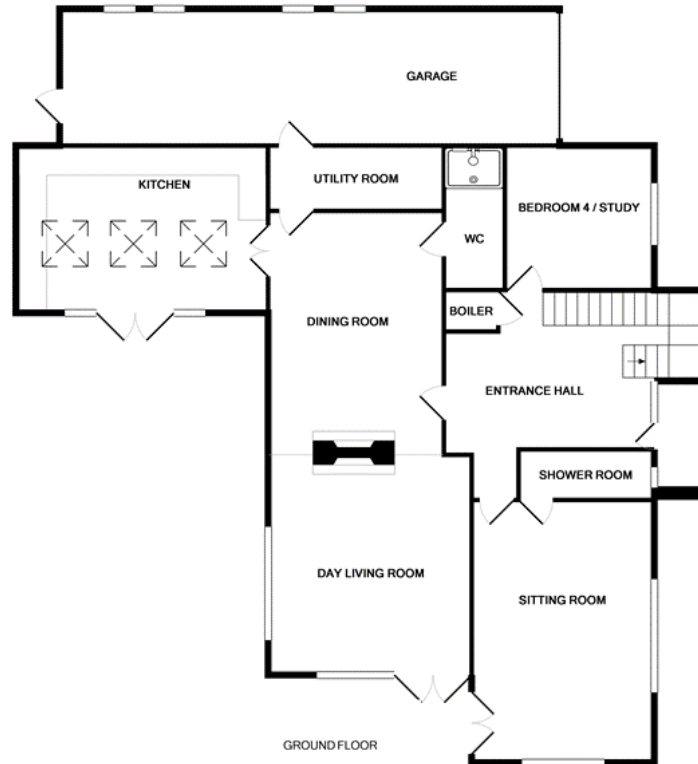 GARAGE
KITCHEN
UTILITY ROOM
BEDROOM 4 / STUDY
WC
BOILER
DINING ROOM
ENTRANCE HALL
SHOWER ROOM
DAY LIVING ROOM
SITTING ROOM
GROUND FLOOR